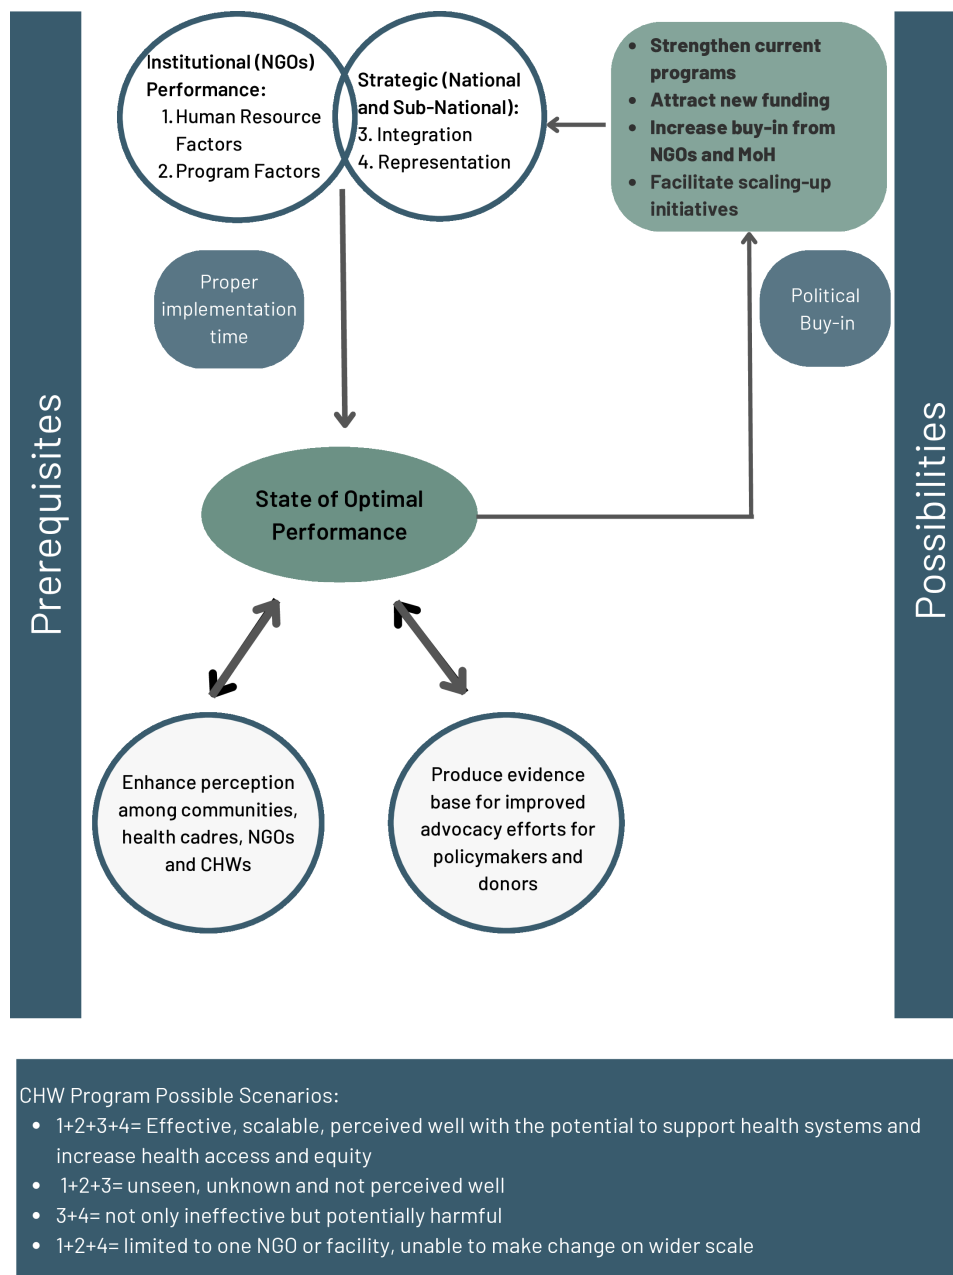 Institutional (NGOs)
Performance:
1. Human Resource
Factors
2. Program Factors
Strategic (National
and Sub-National):
3. Integration
4. Representation
• Strengthen current
programs
• Attract new funding
• Increase buy-in from
NGOs and MoH
• Facilitate scaling-up
initiatives
Proper
implementation
time
Political
Buy-in
Prerequisites
Possibilities
State of Optimal
Performance
Enhance perception
among communities,
health cadres, NGOs
and CHWs
Produce evidence
base for improved
advocacy efforts for
policymakers and
donors
CHW Program Possible Scenarios:
• 1+2+3+4= Effective, scalable, perceived well with the potential to support health systems and
increase health access and equity
• 1+2+3= unseen, unknown and not perceived well
• 3+4= not only ineffective but potentially harmful
• 1+2+4= limited to one NGO or facility, unable to make change on wider scale